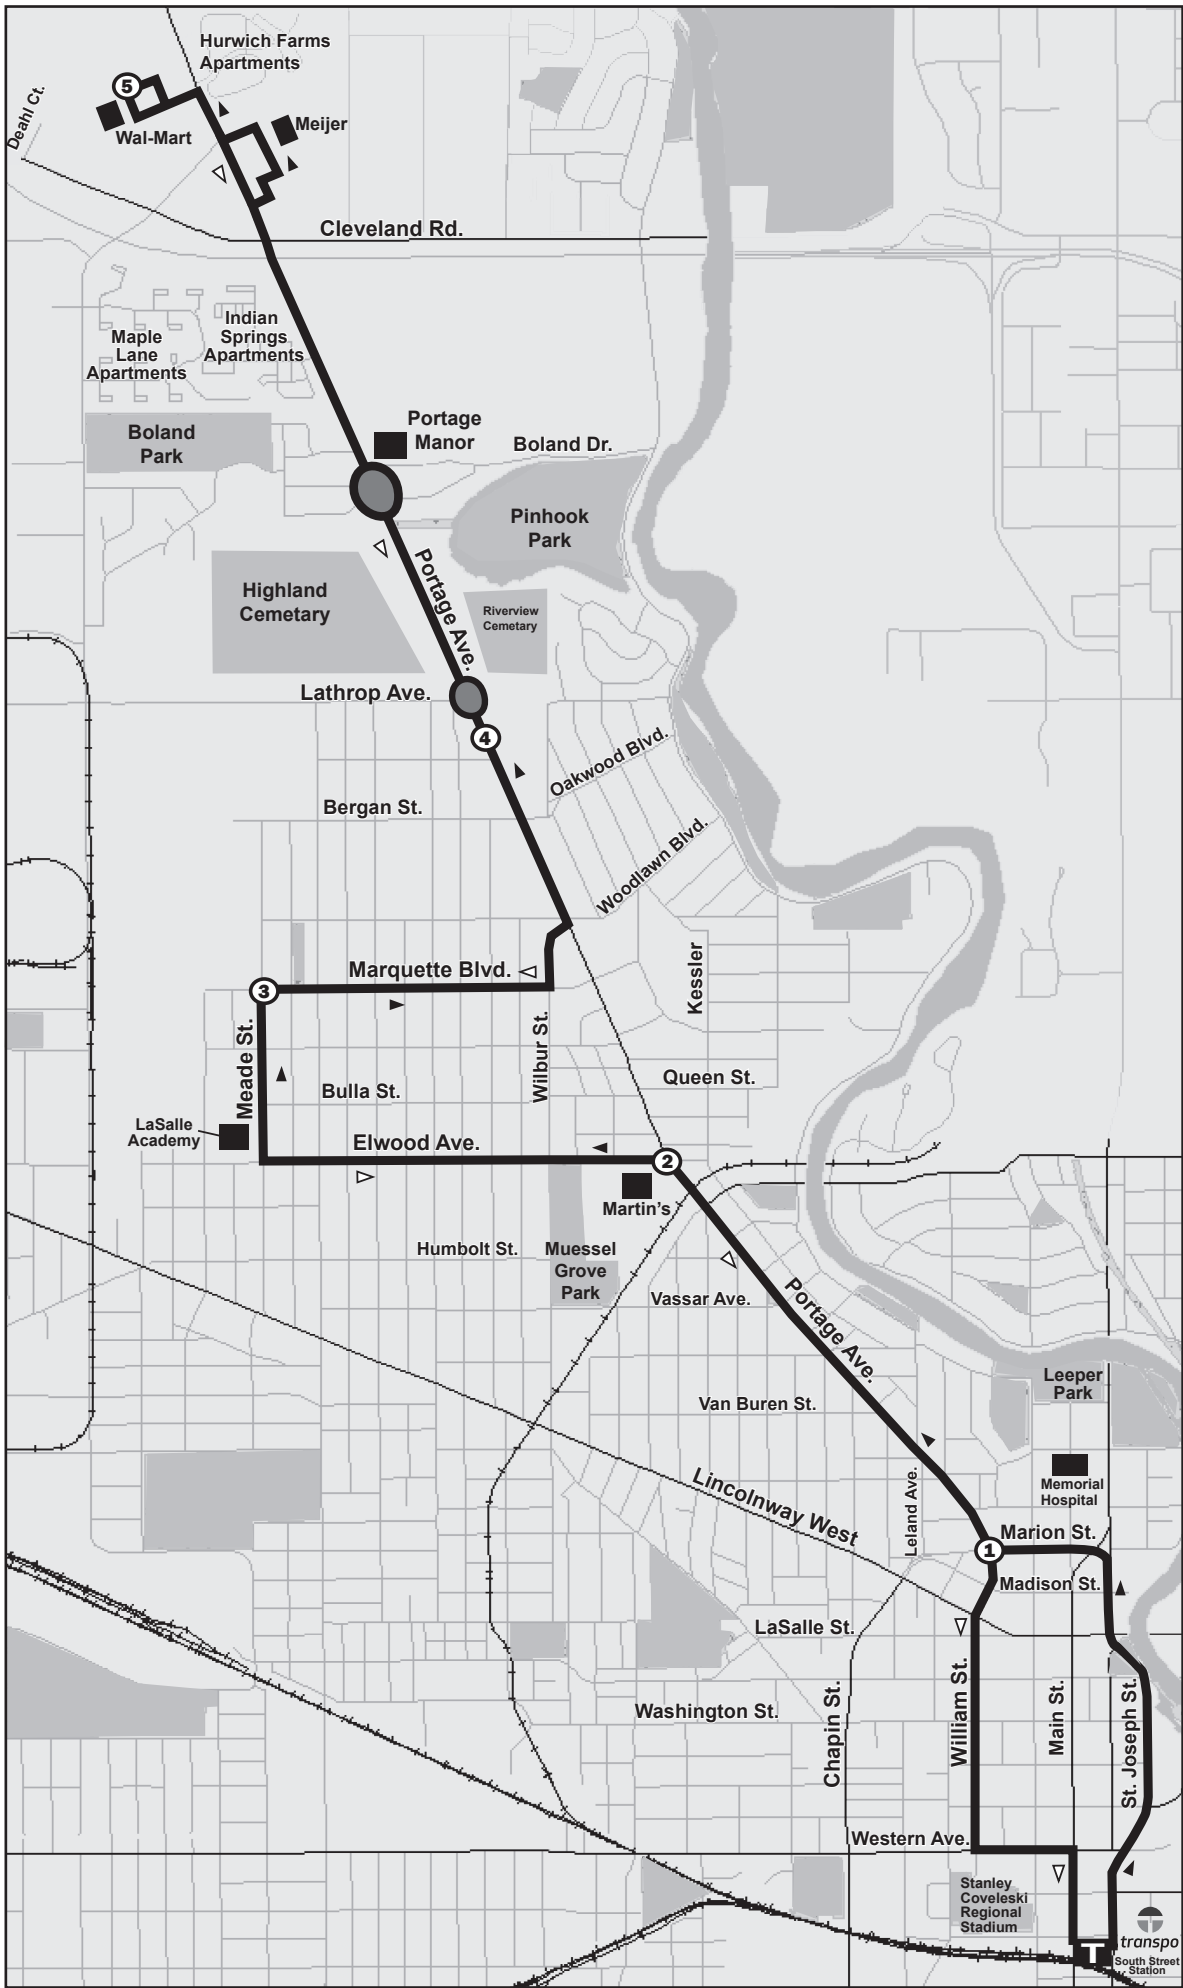 Hurwich Farms
Apartments
5
Deahl Ct.
Wal-Mart
Meijer
Cleveland Rd.
Indian
Springs
Apartments
Maple
Lane
Apartments
Portage
Manor
Boland
Park
Boland Dr.
Pinhook
Park
Portage Ave.
Highland
Cemetary
Riverview
Cemetary
Lathrop Ave.
4
Oakwood Blvd.
Bergan St.
Woodlawn Blvd.
Kessler
Marquette Blvd.
3
Meade St.
Wilbur St.
Queen St.
Bulla St.
LaSalle
Academy
Elwood Ave.
2
Martin's
Humbolt St.
Muessel
Grove
Park
Vassar Ave.
Portage Ave.
Leeper
Park
Van Buren St.
Memorial
Hospital
Lincolnway West
Leland Ave.
1
Marion St.
Madison St.
LaSalle St.
William St.
Main St.
St. Joseph St.
Washington St.
Chapin St.
Western Ave.
Stanley
Coveleski
Regional
Stadium
T
transpo
South Street
Station